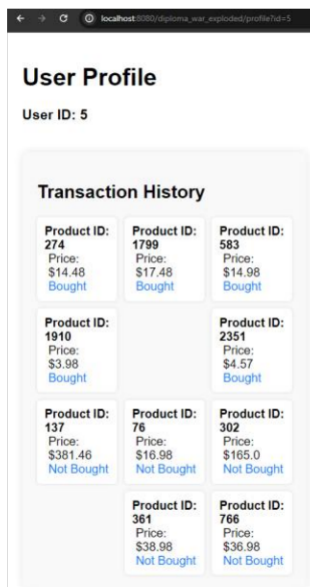 localhost:8080/diploma_war_exploded/profile?id=5
User Profile
User ID: 5
Transaction History
Product ID:
274
Price:
$14.48
Bought
Product ID:
1799
Price:
$17.48
Bought
Product ID:
583
Price:
$14.98
Bought
Product ID:
1910
Price:
$3.98
Bought
Product ID:
2351
Price:
$4.57
Bought
Product ID:
137
Price:
$381.46
Not Bought
Product ID:
76
Price:
$16.98
Not Bought
Product ID:
302
Price:
$165.0
Not Bought
Product ID:
361
Price:
$38.98
Not Bought
Product ID:
766
Price:
$36.98
Not Bought